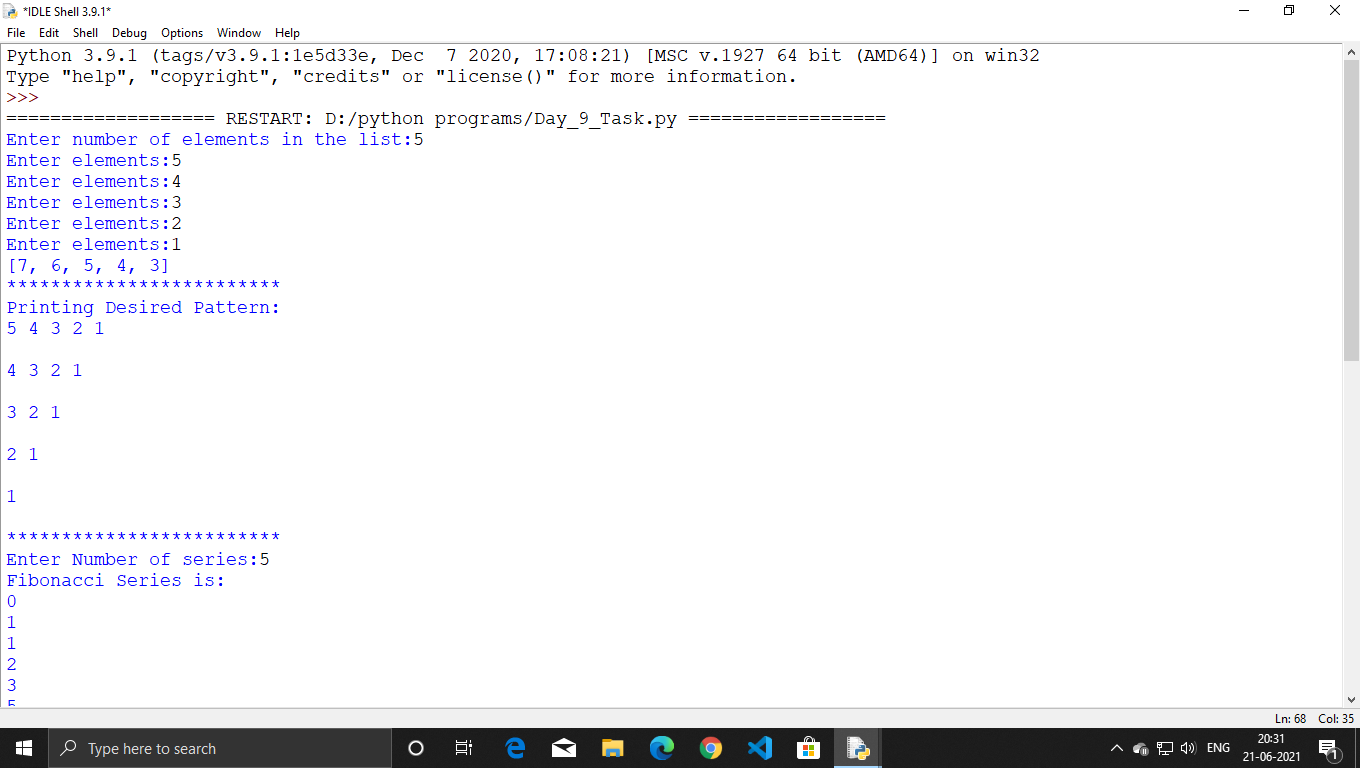 *IDLE Shell 3.9.1*
File Edit Shell Debug Options Window Help
Python 3.9.1 (tags/v3.9.1:1e5d33e, Dec  7 2020, 17:08:21) [MSC v.1927 64 bit (AMD64)] on win32
Type "help", "copyright", "credits" or "license()" for more information.
>>>
=================== RESTART: D:/python programs/Day_9_Task.py ==================
Enter number of elements in the list:5
Enter elements:5
Enter elements:4
Enter elements:3
Enter elements:2
Enter elements:1
[7, 6, 5, 4, 3]
*************************
Printing Desired Pattern:
5 4 3 2 1
4 3 2 1
3 2 1
2 1
1
*************************
Enter Number of series:5
Fibonacci Series is:
0
1
1
2
3
5
Ln: 68 Col: 35
Type here to search
ENG
20:31
21-06-2021
1